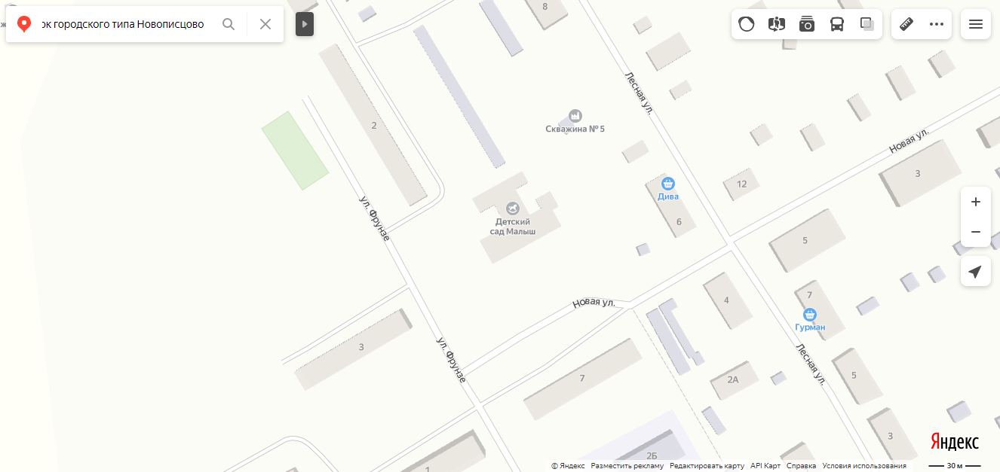 ок городского типа Новописцово
8
Лесная ул.
2
Скважина № 5
Новая ул.
3
12
Дива
6
Детский
сад Малыш
ул. Фрунзе
5
7
Гурман
4
Новая ул.
3
ул. Фрунзе
7
2А
Лесная ул.
5
3
2Б
1
Яндекс
© Яндекс Разместить рекламу Редактировать карту API Карт Справка Условия использования
30 м